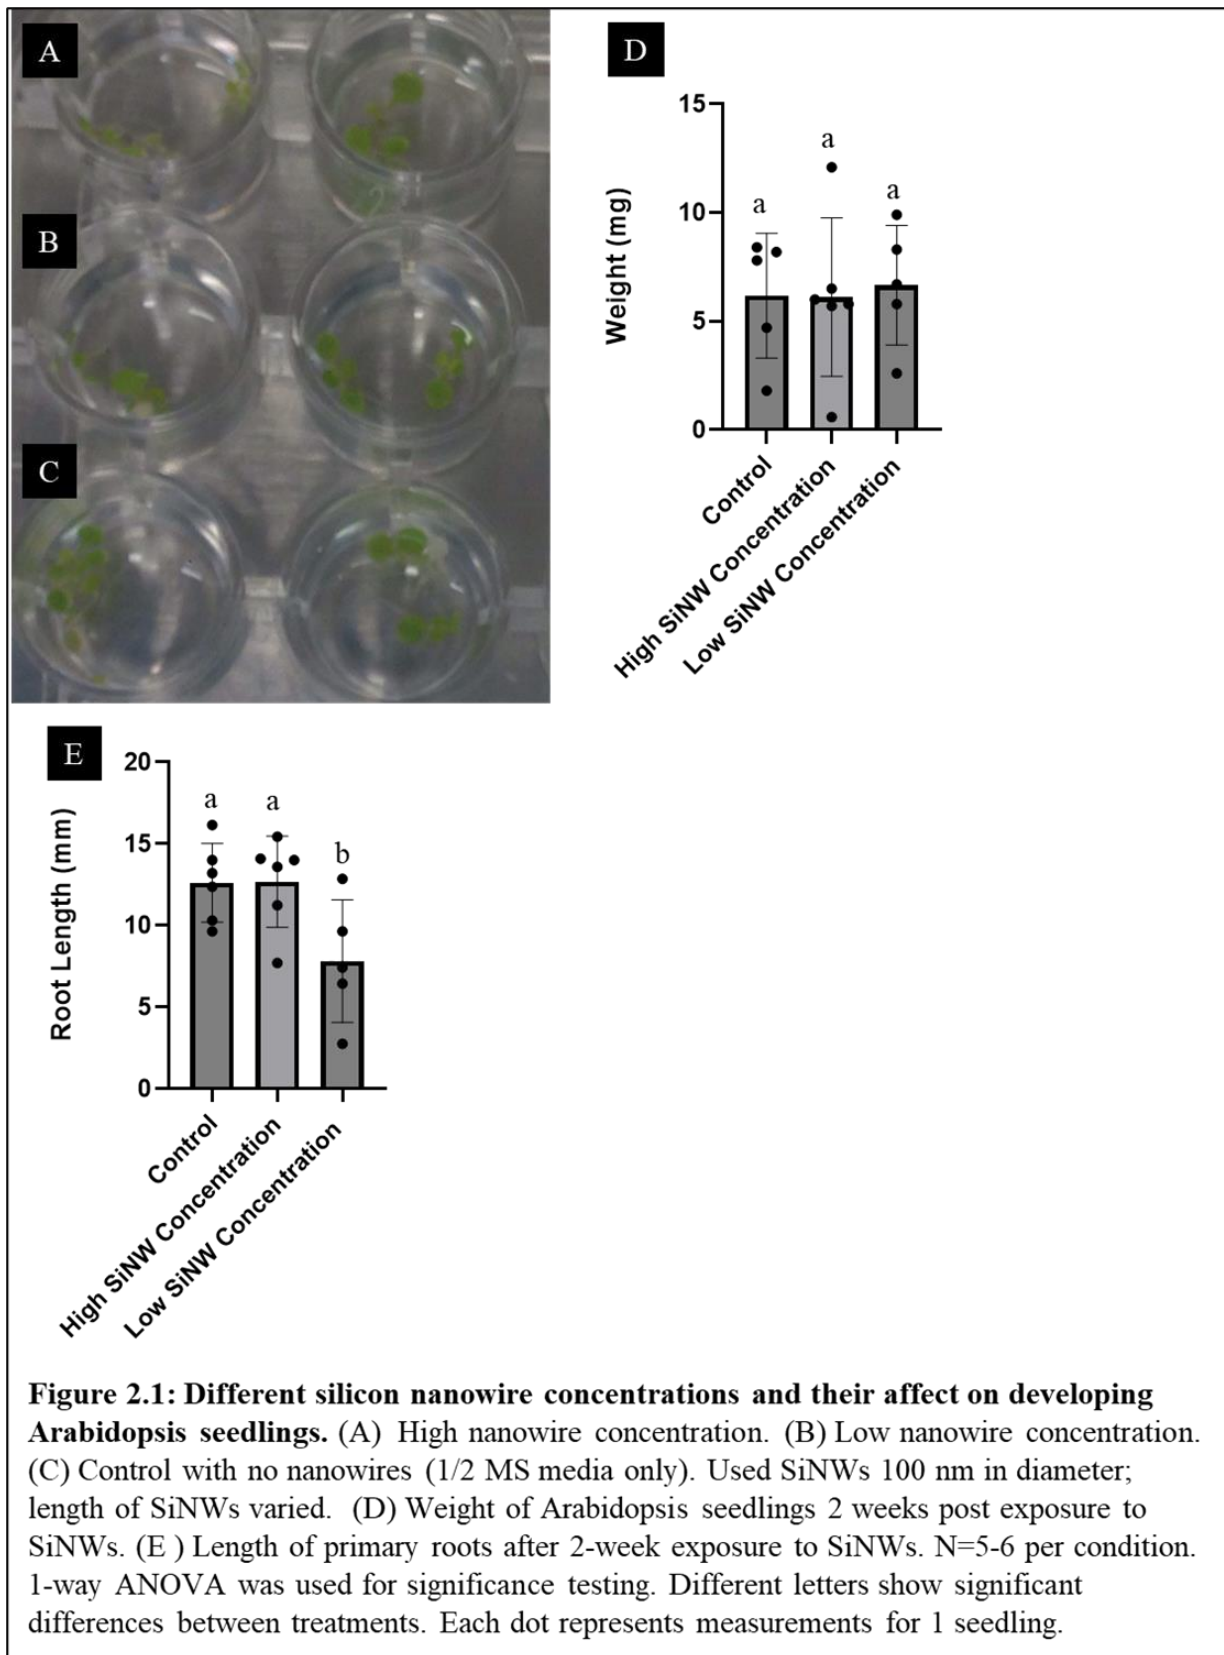 A
B
C
D
15
10
5
0
Weight (mg)
a
a
a
Control
High SiNW Concentration
Low SiNW Concentration
E
20
15
10
5
0
Root Length (mm)
a
a
b
Control
High SiNW Concentration
Low SiNW Concentration
Figure 2.1: Different silicon nanowire concentrations and their affect on developing
Arabidopsis seedlings. (A) High nanowire concentration. (B) Low nanowire concentration.
(C) Control with no nanowires (1/2 MS media only). Used SiNWs 100 nm in diameter;
length of SiNWs varied. (D) Weight of Arabidopsis seedlings 2 weeks post exposure to
SiNWs. (E ) Length of primary roots after 2-week exposure to SiNWs. N=5-6 per condition.
1-way ANOVA was used for significance testing. Different letters show significant
differences between treatments. Each dot represents measurements for 1 seedling.